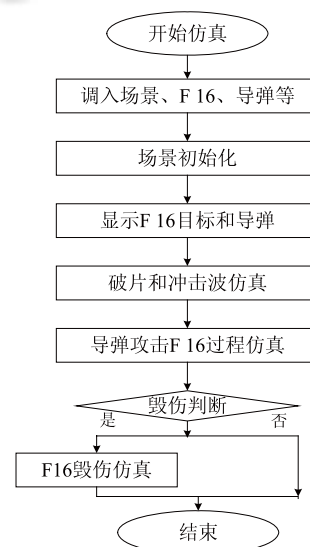 开始仿真
调入场景、F 16、导弹等
场景初始化
显示F 16目标和导弹
破片和冲击波仿真
导弹攻击F 16过程仿真
毁伤判断
是
否
F16毁伤仿真
结束